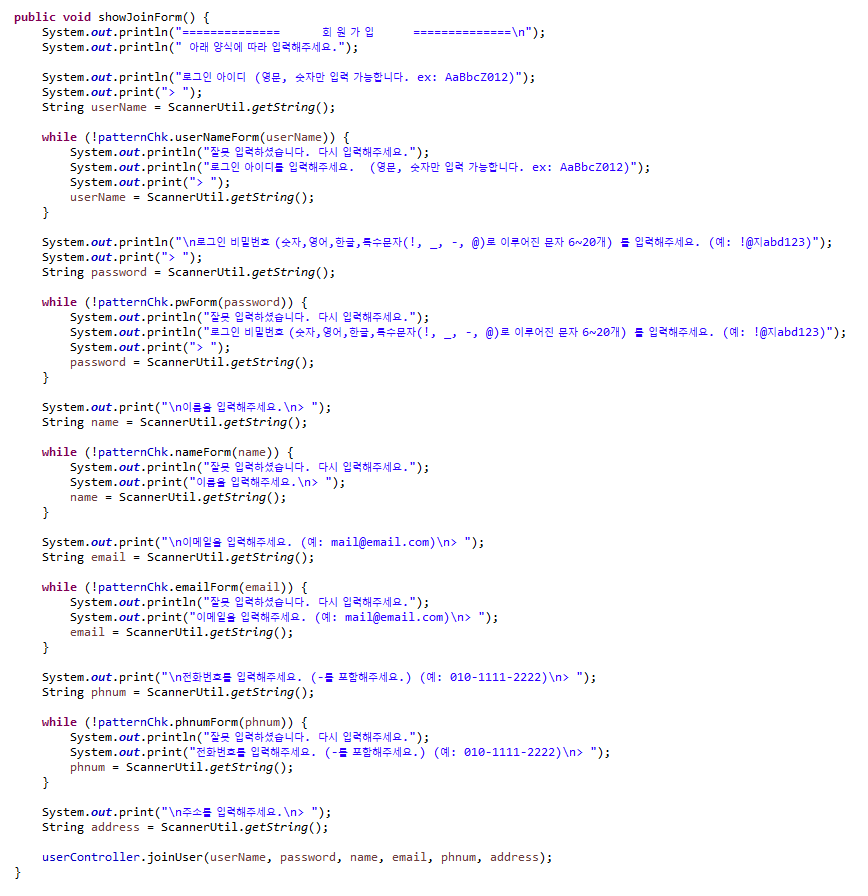 public void showJoinForm() {
    System.out.println("==============      회 원 가 입      ==============\n");
    System.out.println(" 아래 양식에 따라 입력해주세요.");

    System.out.println("로그인 아이디 (영문, 숫자만 입력 가능합니다. ex: AaBbcZ012)");
    System.out.print("> ");
    String userName = ScannerUtil.getString();

    while (!patternChk.userNameForm(userName)) {
        System.out.println("잘못 입력하셨습니다. 다시 입력해주세요.");
        System.out.println("로그인 아이디를 입력해주세요.  (영문, 숫자만 입력 가능합니다. ex: AaBbcZ012)");
        System.out.print("> ");
        userName = ScannerUtil.getString();
    }

    System.out.println("\n로그인 비밀번호 (숫자,영어,한글,특수문자(!, _, -, @)로 이루어진 문자 6~20개) 를 입력해주세요. (예: !@지abd123)");
    System.out.print("> ");
    String password = ScannerUtil.getString();

    while (!patternChk.pwForm(password)) {
        System.out.println("잘못 입력하셨습니다. 다시 입력해주세요.");
        System.out.println("로그인 비밀번호 (숫자,영어,한글,특수문자(!, _, -, @)로 이루어진 문자 6~20개) 를 입력해주세요. (예: !@지abd123)");
        System.out.print("> ");
        password = ScannerUtil.getString();
    }

    System.out.print("\n이름을 입력해주세요.\n> ");
    String name = ScannerUtil.getString();

    while (!patternChk.nameForm(name)) {
        System.out.println("잘못 입력하셨습니다. 다시 입력해주세요.");
        System.out.print("이름을 입력해주세요.\n> ");
        name = ScannerUtil.getString();
    }

    System.out.print("\n이메일을 입력해주세요. (예: mail@email.com)\n> ");
    String email = ScannerUtil.getString();

    while (!patternChk.emailForm(email)) {
        System.out.println("잘못 입력하셨습니다. 다시 입력해주세요.");
        System.out.print("이메일을 입력해주세요. (예: mail@email.com)\n> ");
        email = ScannerUtil.getString();
    }

    System.out.print("\n전화번호를 입력해주세요. (-를 포함해주세요.) (예: 010-1111-2222)\n> ");
    String phnum = ScannerUtil.getString();

    while (!patternChk.phnumForm(phnum)) {
        System.out.println("잘못 입력하셨습니다. 다시 입력해주세요.");
        System.out.print("전화번호를 입력해주세요. (-를 포함해주세요.) (예: 010-1111-2222)\n> ");
        phnum = ScannerUtil.getString();
    }

    System.out.print("\n주소를 입력해주세요.\n> ");
    String address = ScannerUtil.getString();

    userController.joinUser(userName, password, name, email, phnum, address);
}